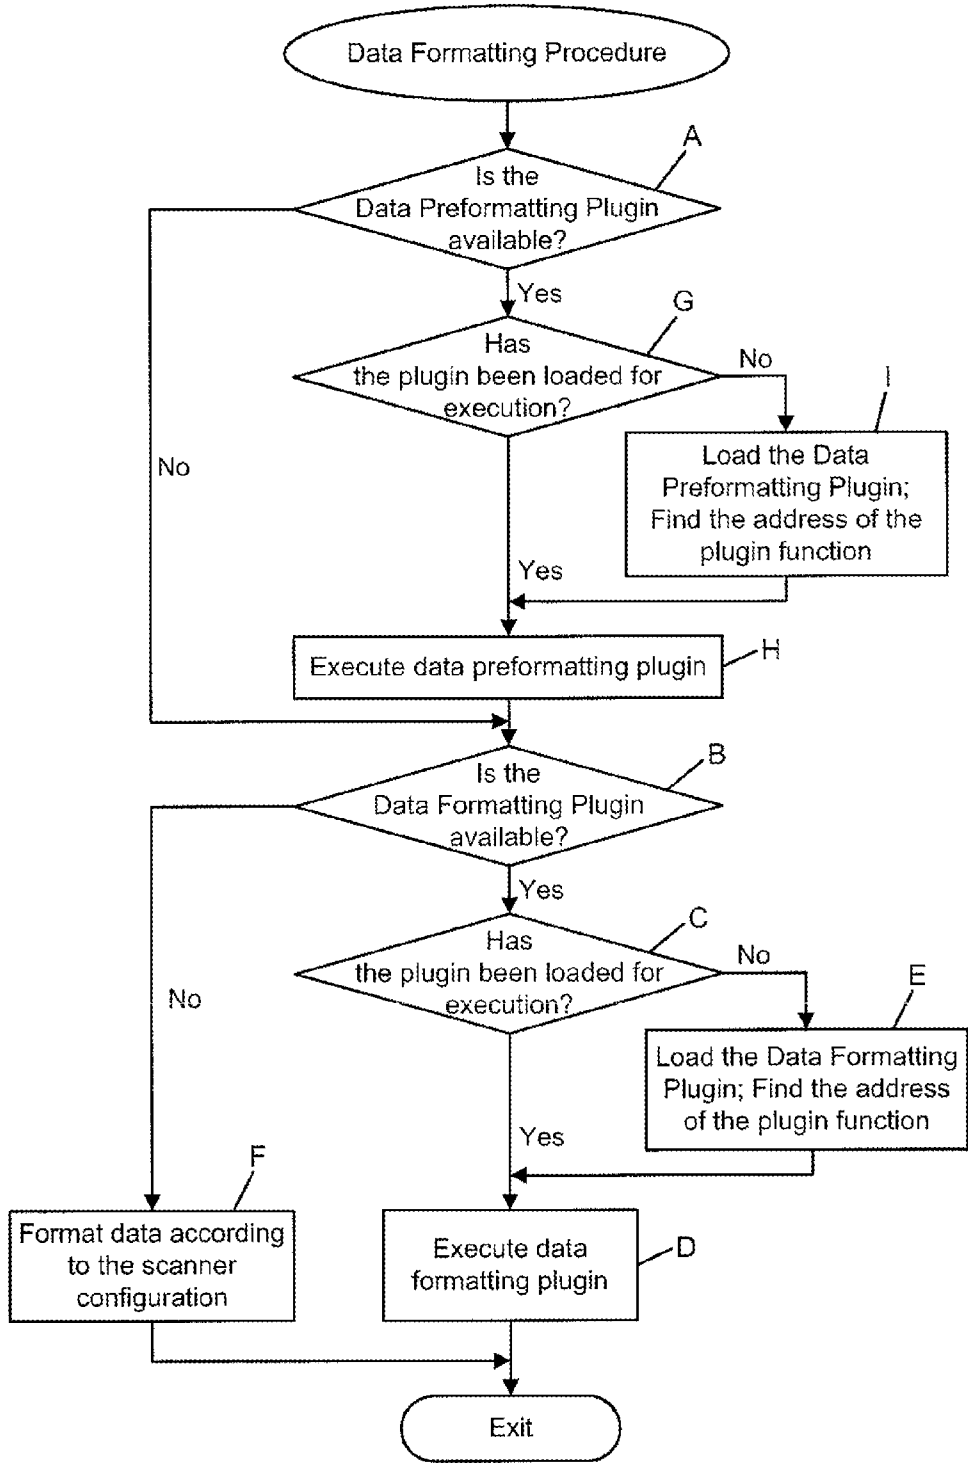 Data Formatting Procedure
A
Is the
Data Preformatting Plugin
available?
Yes
G
Has
the plugin been loaded for
execution?
No
I
Load the Data
Preformatting Plugin;
Find the address of the
plugin function
No
Yes
Execute data preformatting plugin
H
B
Is the
Data Formatting Plugin
available?
Yes
C
Has
the plugin been loaded for
execution?
No
E
Load the Data Formatting
Plugin; Find the address
of the plugin function
No
Yes
F
Format data according
to the scanner
configuration
Execute data
formatting plugin
D
Exit